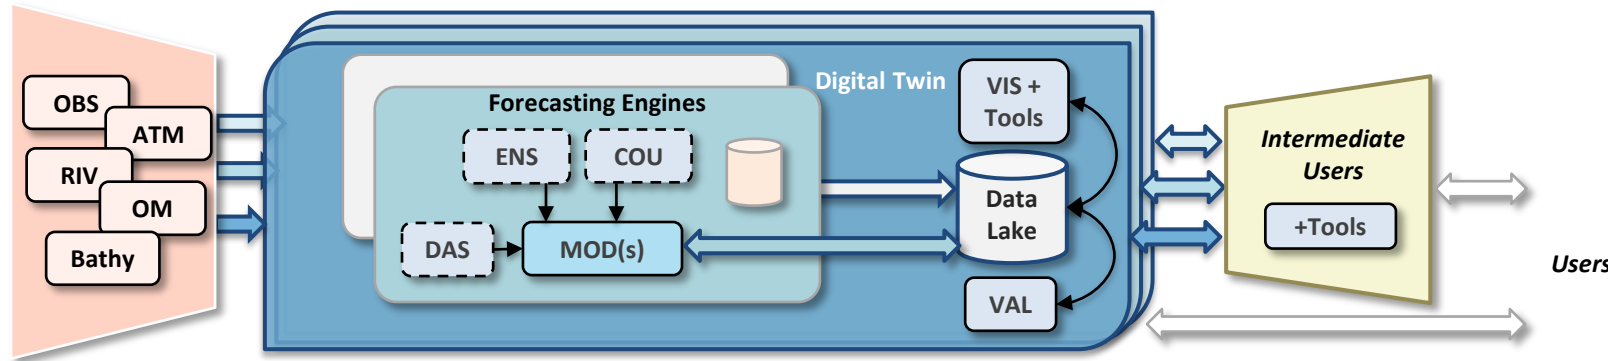 OBS
ATM
RIV
OM
Bathy
Digital Twin
Forecasting Engines
ENS
COU
DAS
MOD(s)
VIS +
Tools
Data
Lake
VAL
Intermediate
Users
+Tools
Users